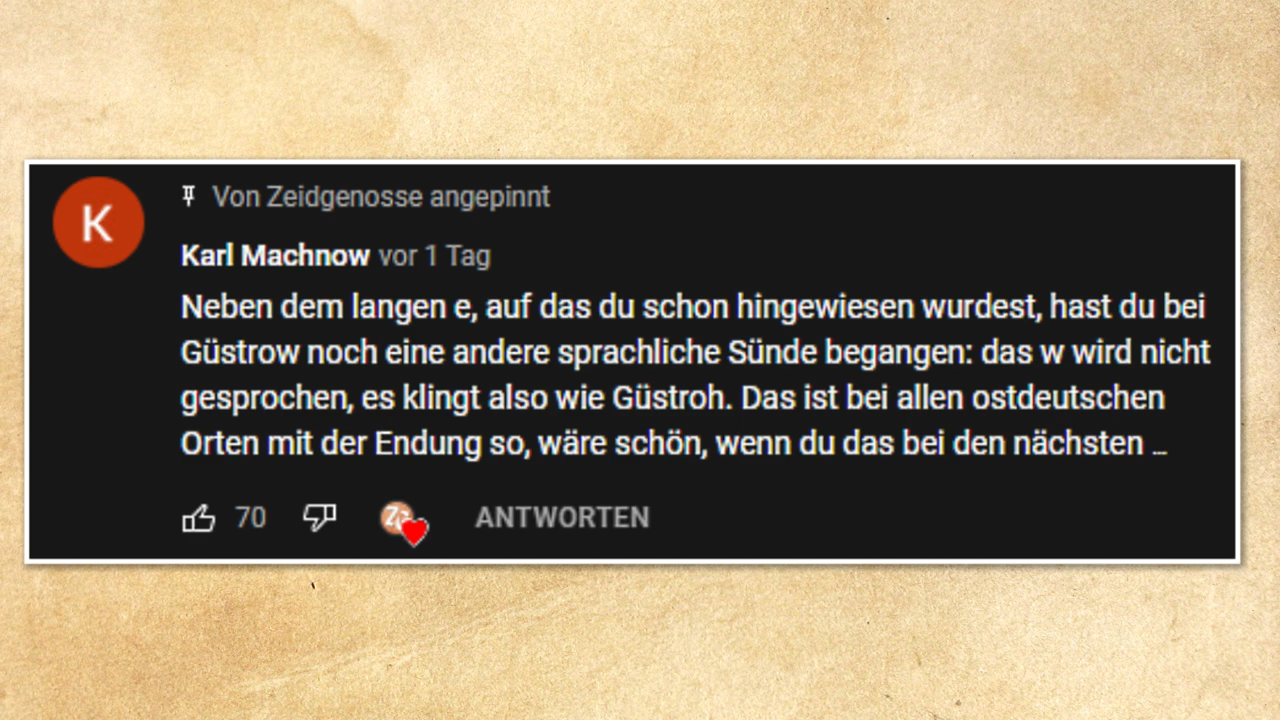 K
Von Zeidgenosse angepinnt
Karl Machnow vor 1 Tag
Neben dem langen e, auf das du schon hingewiesen wurdest, hast du bei
Güstrow noch eine andere sprachliche Sünde begangen: das w wird nicht
gesprochen, es klingt also wie Güstroh. Das ist bei allen ostdeutschen
Orten mit der Endung so, wäre schön, wenn du das bei den nächsten ...
70 ANTWORTEN